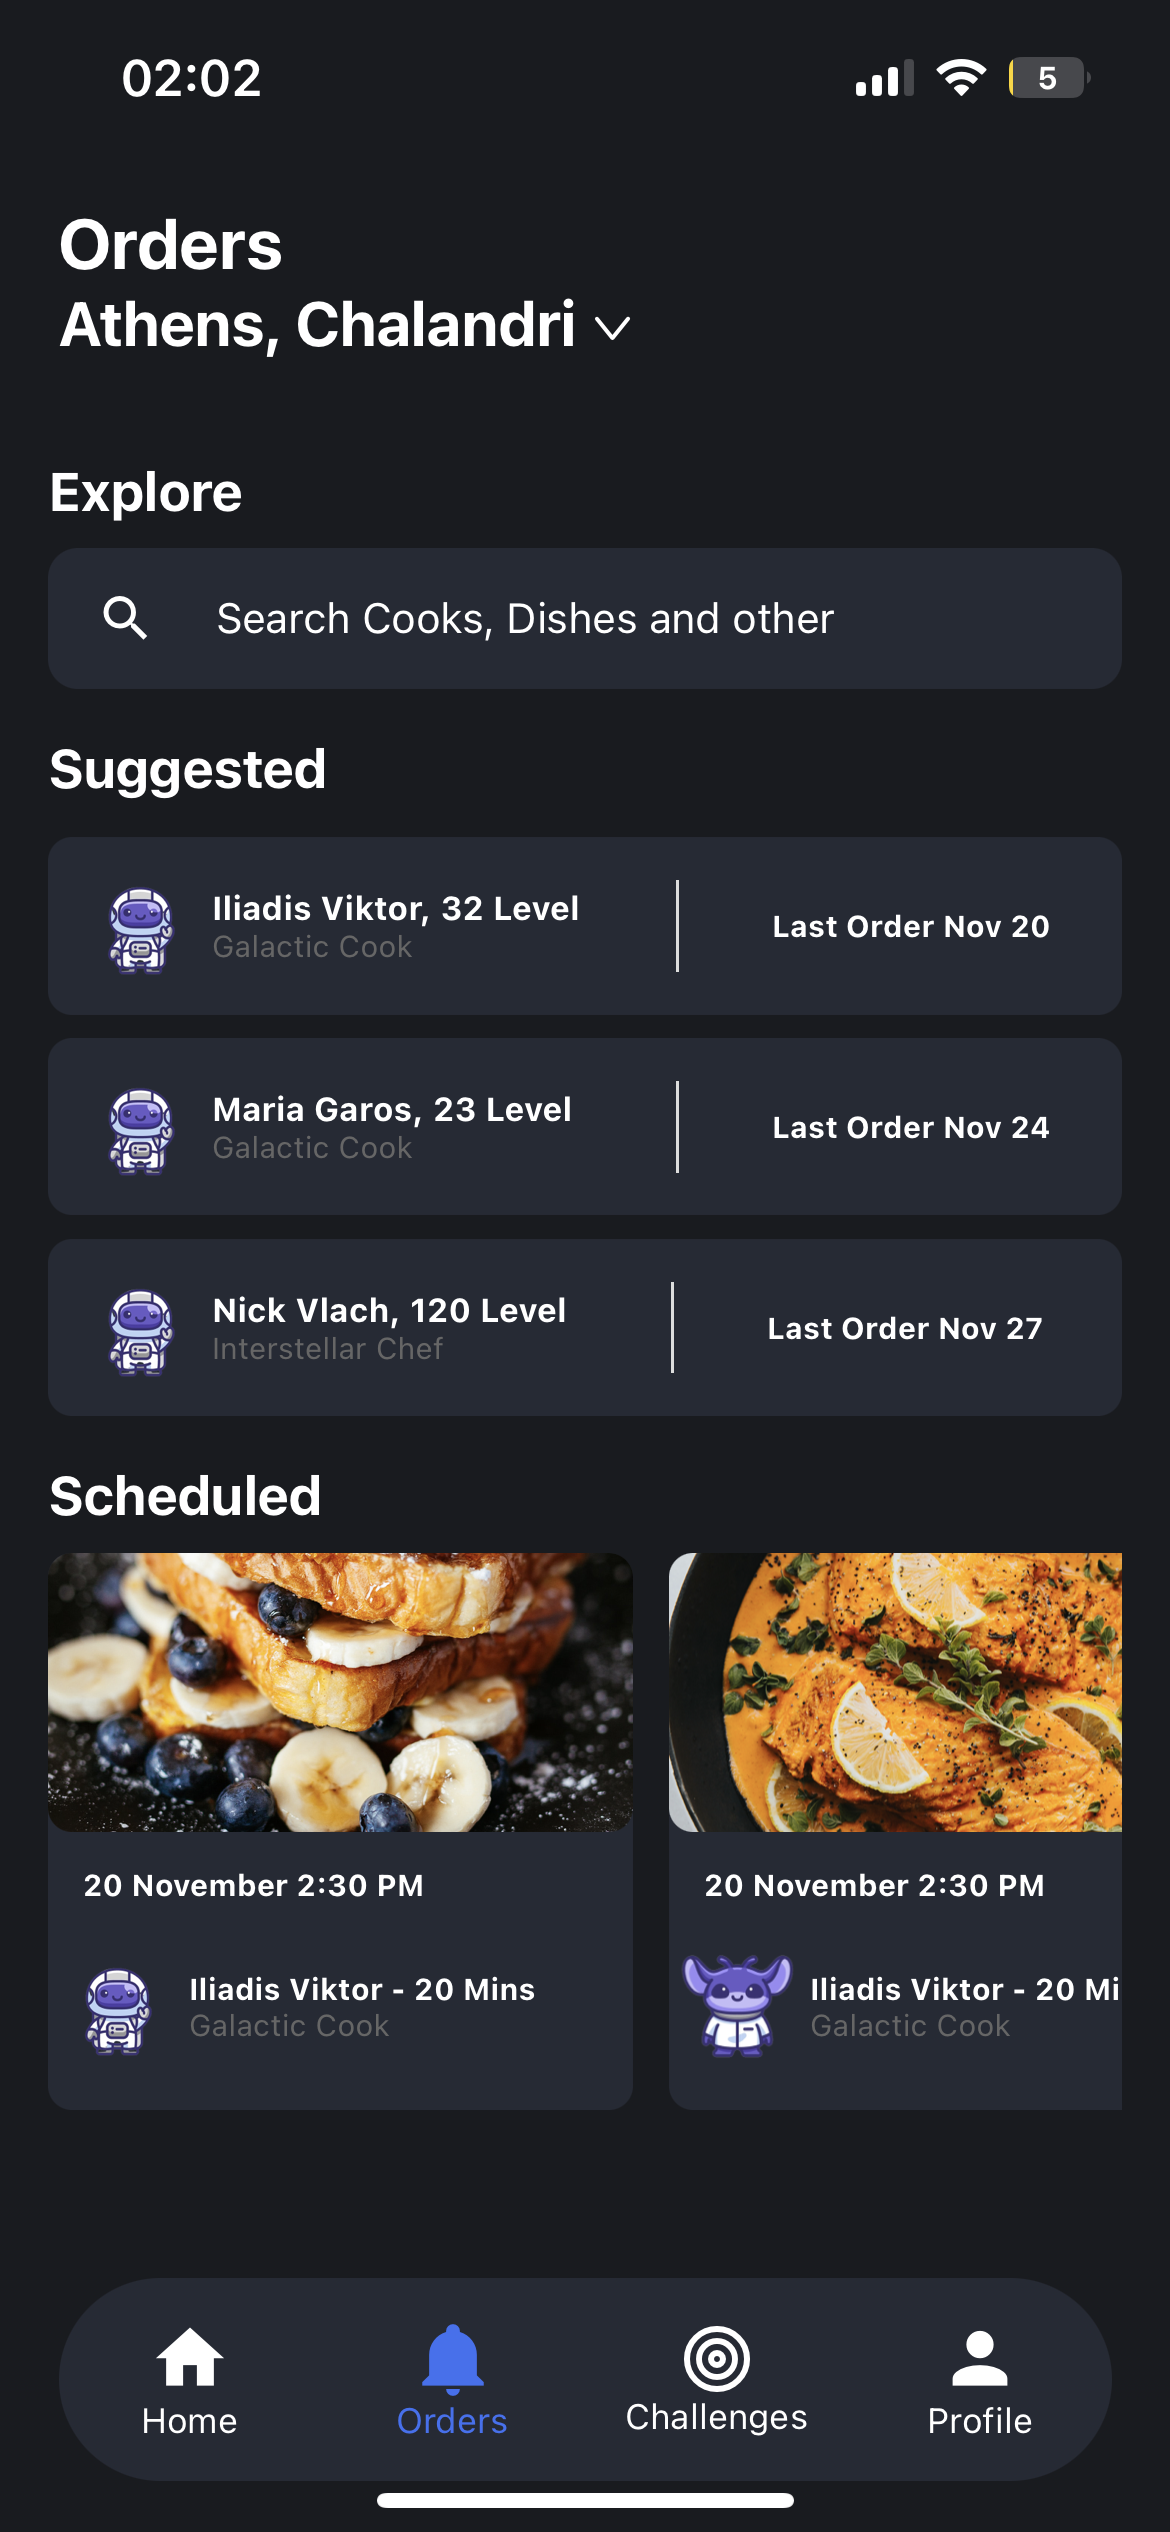 02:02
5
Orders
Athens, Chalandri
Explore
Search Cooks, Dishes and other
Suggested
Iliadis Viktor, 32 Level
Galactic Cook
Last Order Nov 20
Maria Garos, 23 Level
Galactic Cook
Last Order Nov 24
Nick Vlach, 120 Level
Interstellar Chef
Last Order Nov 27
Scheduled
20 November 2:30 PM
Iliadis Viktor - 20 Mins
Galactic Cook
20 November 2:30 PM
Iliadis Viktor - 20 Mi
Galactic Cook
Home
Orders
Challenges
Profile